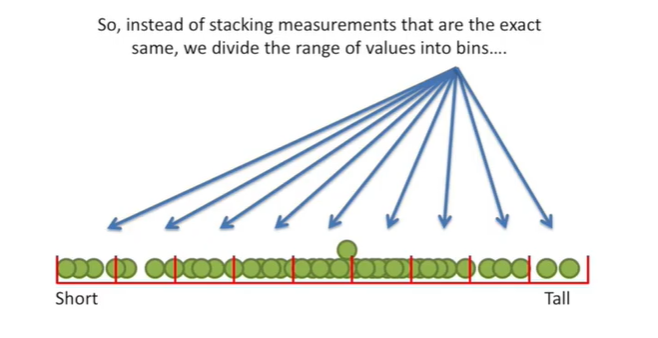 So, instead of stacking measurements that are the exact
same, we divide the range of values into bins....
Short
Tall